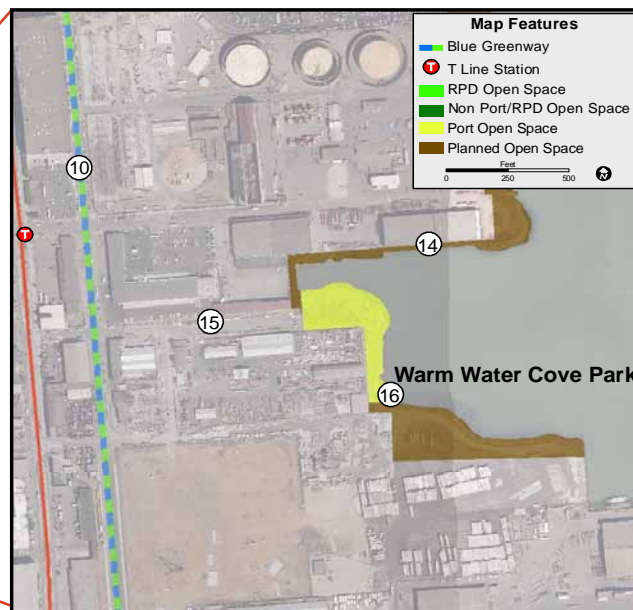 Map Features
Blue Greenway
T
T Line Station
RPD Open Space
Non Port/RPD Open Space
Port Open Space
Planned Open Space
Feet
0 250 500
N
10
T
14
15
Warm Water Cove Park
16